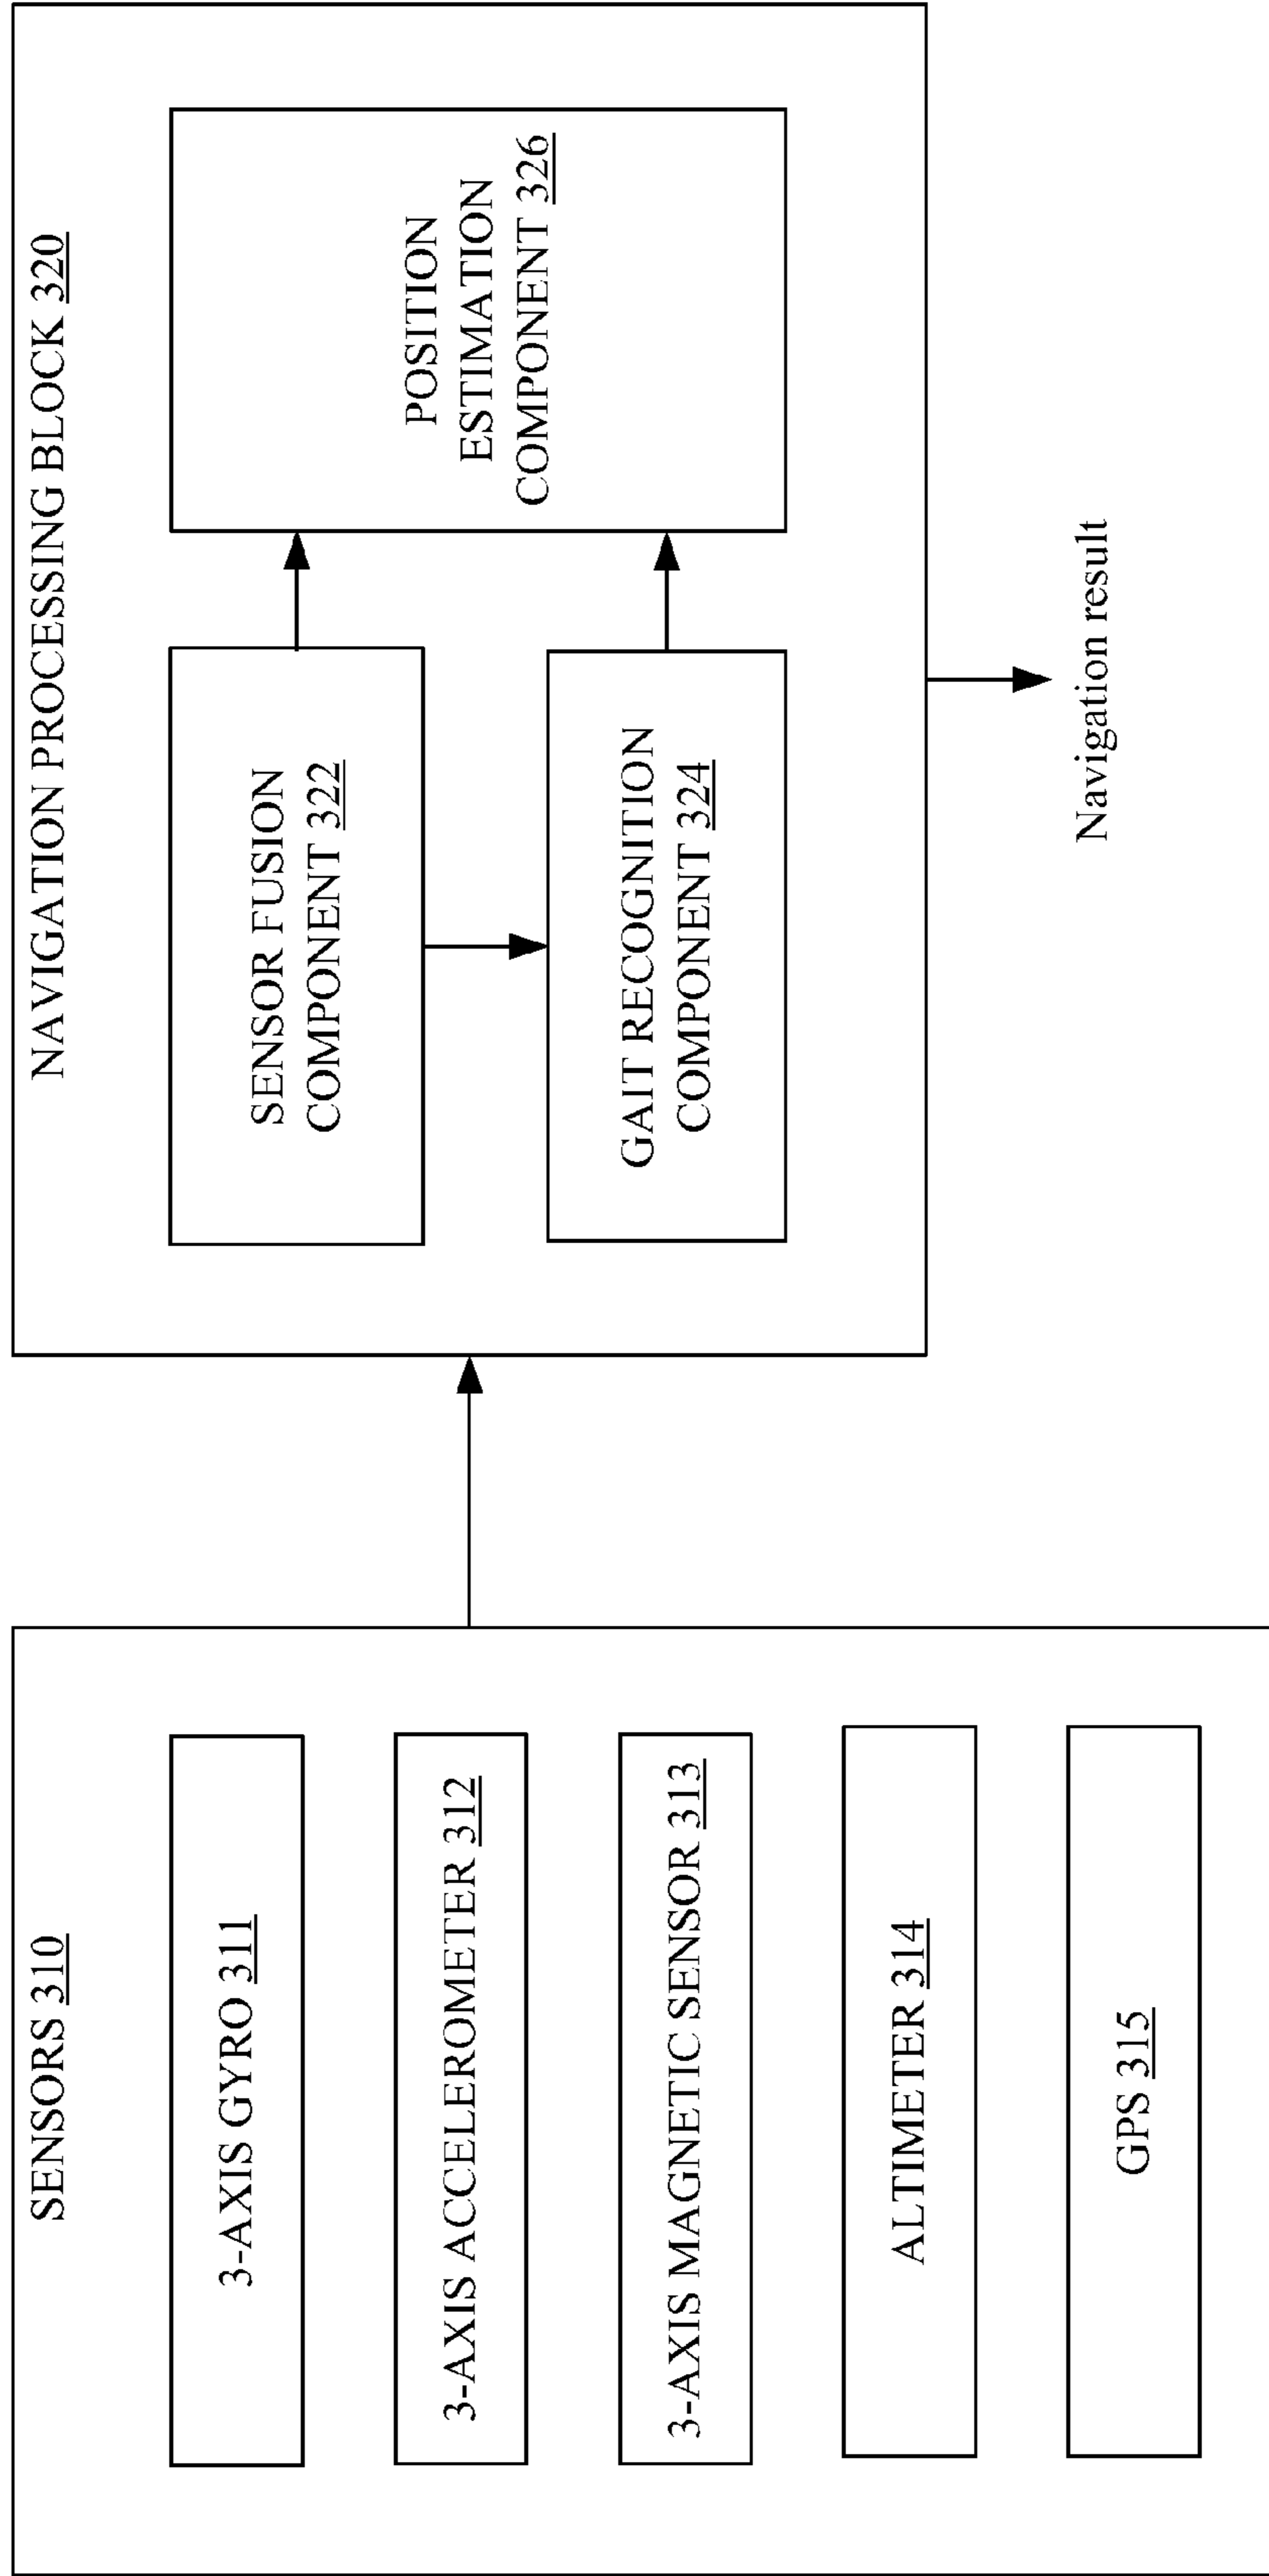 SENSORS 310
3-AXIS GYRO 311
3-AXIS ACCELEROMETER 312
3-AXIS MAGNETIC SENSOR 313
ALTIMETER 314
GPS 315
NAVIGATION PROCESSING BLOCK 320
SENSOR FUSION
COMPONENT 322
GAIT RECOGNITION
COMPONENT 324
POSITION
ESTIMATION
COMPONENT 326
Navigation result